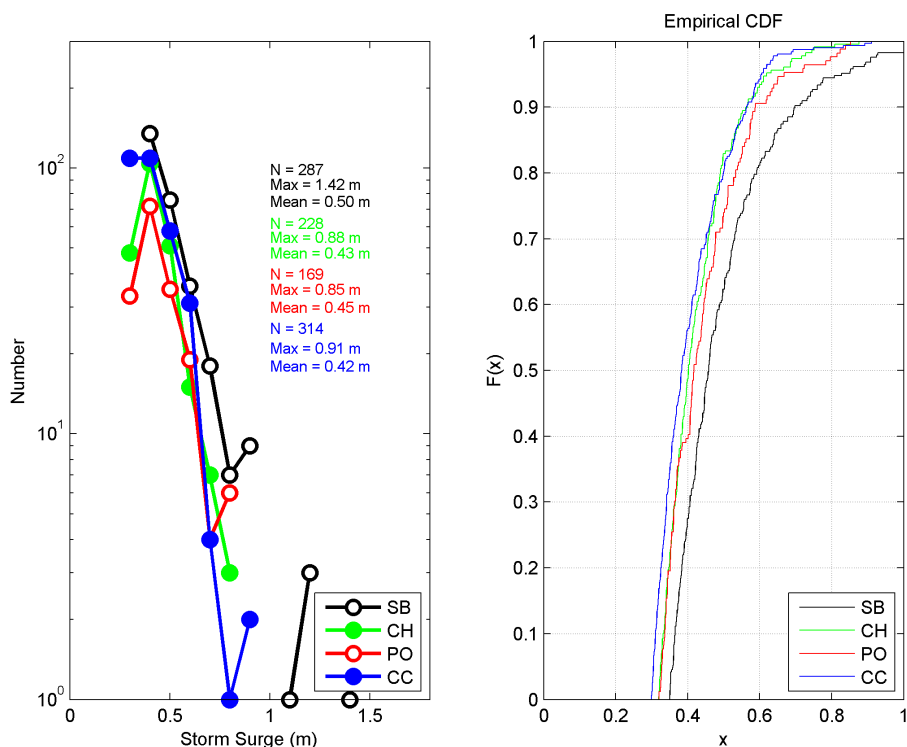 10^2
10^1
10^0
Number
0
0.5
1
1.5
Storm Surge (m)
N = 287
Max = 1.42 m
Mean = 0.50 m
N = 228
Max = 0.88 m
Mean = 0.43 m
N = 169
Max = 0.85 m
Mean = 0.45 m
N = 314
Max = 0.91 m
Mean = 0.42 m
SB
CH
PO
CC
Empirical CDF
1
0.9
0.8
0.7
0.6
0.5
0.4
0.3
0.2
0.1
0
F(x)
0
0.2
0.4
0.6
0.8
1
x
SB
CH
PO
CC